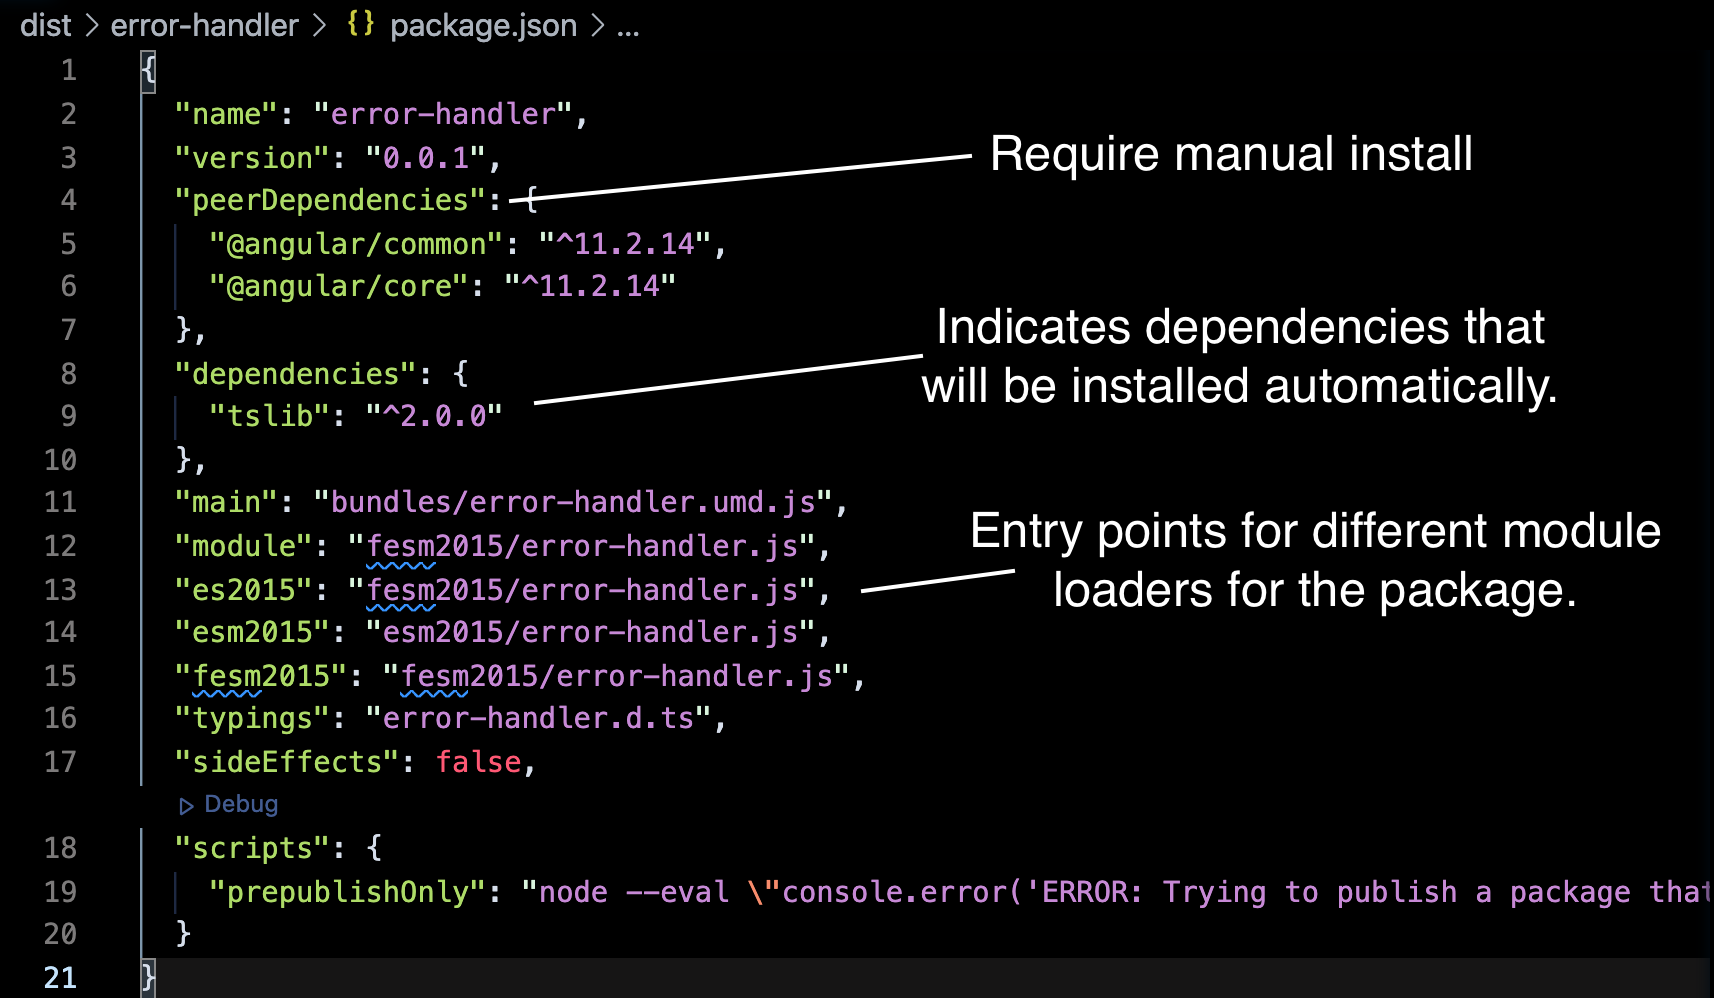 dist > error-handler > {} package.json > ...
1 {
2 "name": "error-handler",
3 "version": "0.0.1",
Require manual install
4 "peerDependencies": {
5 "@angular/common": "^11.2.14",
6 "@angular/core": "^11.2.14"
7 },
Indicates dependencies that
will be installed automatically.
8 "dependencies": {
9 "tslib": "^2.0.0"
10 },
11 "main": "bundles/error-handler.umd.js",
12 "module": "fesm2015/error-handler.js",
Entry points for different module
loaders for the package.
13 "es2015": "fesm2015/error-handler.js",
14 "esm2015": "esm2015/error-handler.js",
15 "fesm2015": "fesm2015/error-handler.js",
16 "typings": "error-handler.d.ts",
17 "sideEffects": false,
Debug
18 "scripts": {
19 "prepublishOnly": "node --eval \"console.error('ERROR: Trying to publish a package that
20 }
21 }